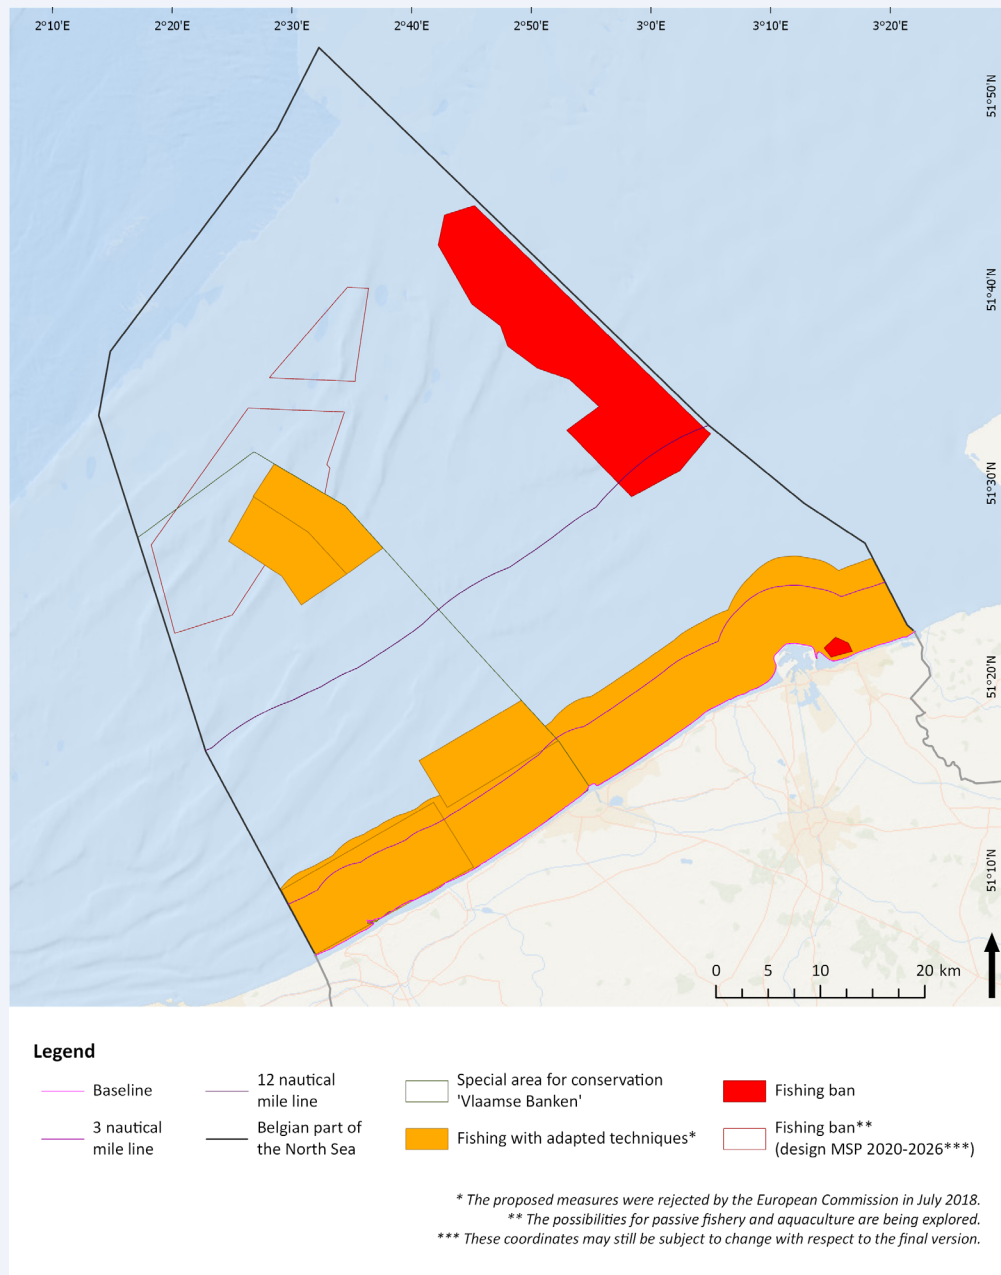 2°10'E
2°20'E
2°30'E
2°40'E
2°50'E
3°0'E
3°10'E
3°20'E
51°50'N
51°40'N
51°30'N
51°20'N
51°10'N
0 5 10 20 km
Legend
Baseline
3 nautical
mile line
12 nautical
mile line
Belgian part of
the North Sea
Special area for conservation
'Vlaamse Banken'
Fishing with adapted techniques*
Fishing ban
Fishing ban**
(design MSP 2020-2026***)
* The proposed measures were rejected by the European Commission in July 2018.
** The possibilities for passive fishery and aquaculture are being explored.
*** These coordinates may still be subject to change with respect to the final version.